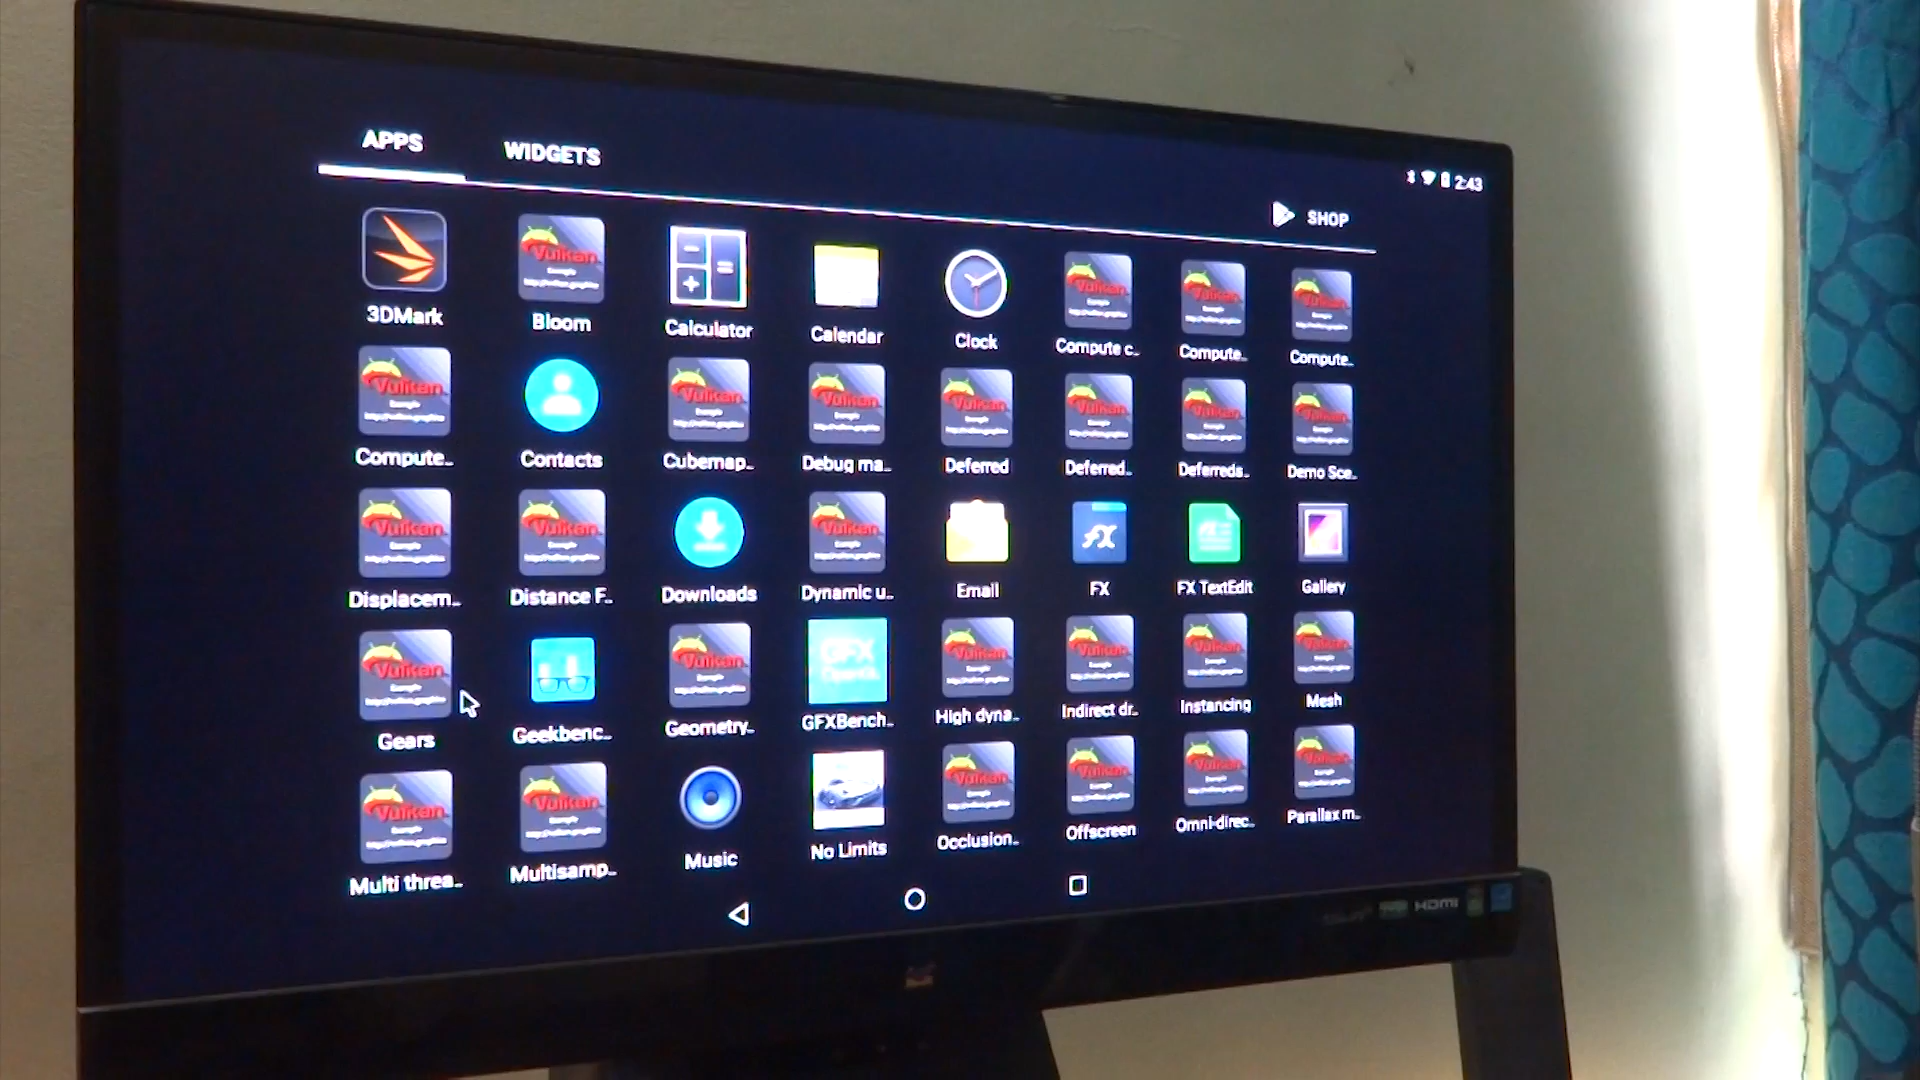 APPS WIDGETS
2:43
SHOP
3DMark Bloom Calculator Calendar Clock Compute c.. Compute.. Compute..
Compute.. Contacts Cubemap.. Debug ma.. Deferred Deferred.. Deferreds.. Demo Sce..
Displacem.. Distance F.. Downloads Dynamic u.. Email FX FX TextEdit Gallery
Gears Geekbenc.. Geometry.. GFXBench.. High dyna.. Indirect dr.. Instancing Mesh
Multi threa.. Multisamp.. Music No Limits Occlusion.. Offscreen Omni-direc.. Parallax m..
HDMI